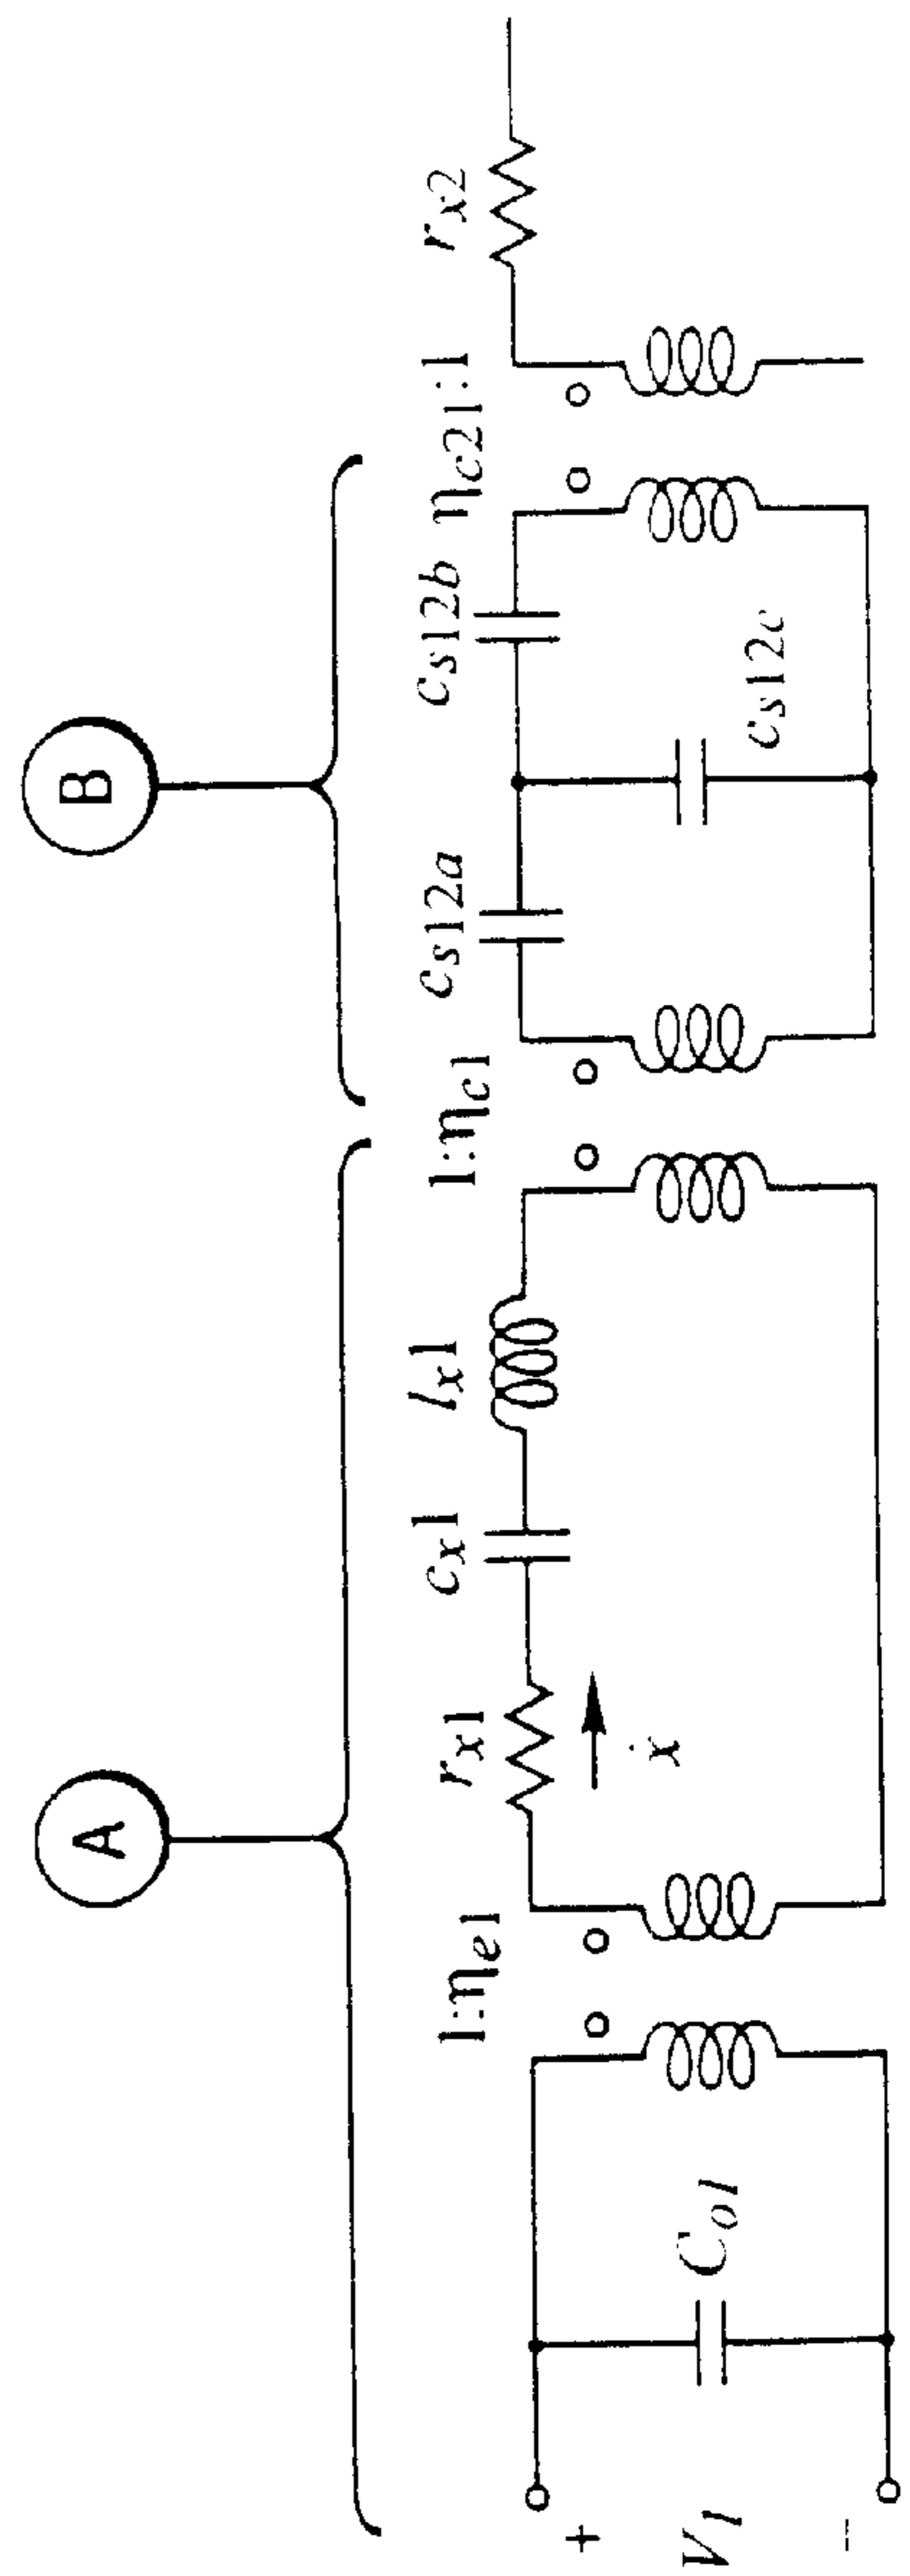 A
B
1:ηe1
rx1
cx1
lx1
1:ηc1
cs12a
cs12b
ηc21:1
rx2
+
V1
−
Co1
ẋ
cs12c